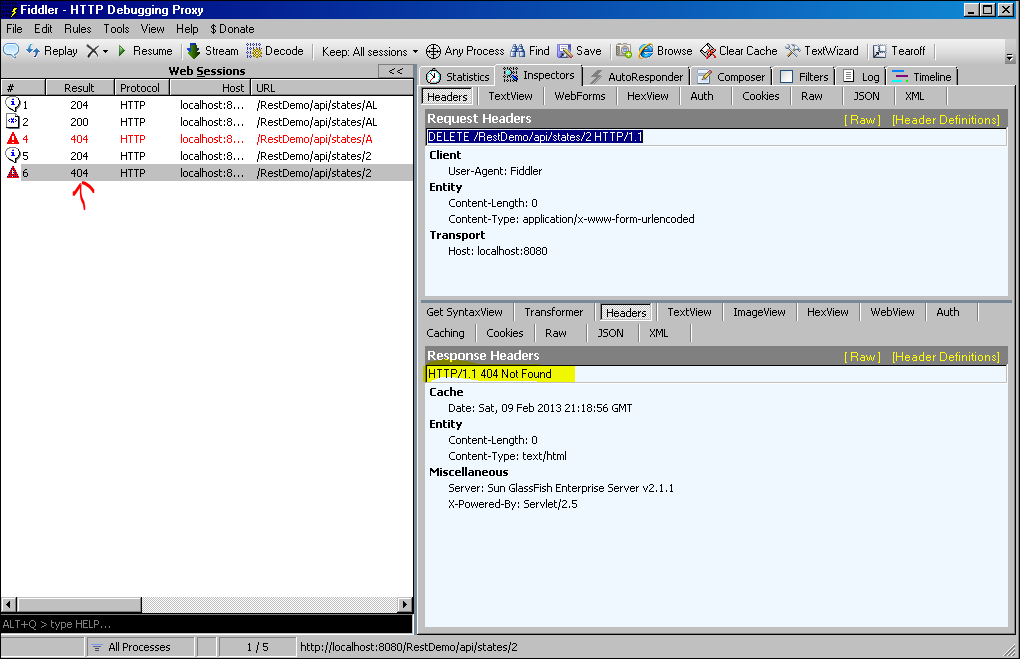 Fiddler - HTTP Debugging Proxy
File Edit Rules Tools View Help $ Donate
Replay Resume Stream Decode Keep: All sessions Any Process Find Save Browse Clear Cache TextWizard Tearoff
Web Sessions <<
# Result Protocol Host URL
1 204 HTTP localhost:8... /RestDemo/api/states/AL
2 200 HTTP localhost:8... /RestDemo/api/states/AL
4 404 HTTP localhost:8... /RestDemo/api/states/A
5 204 HTTP localhost:8... /RestDemo/api/states/2
6 404 HTTP localhost:8... /RestDemo/api/states/2
ALT+Q > type HELP...
Statistics Inspectors AutoResponder Composer Filters Log Timeline
Headers TextView WebForms HexView Auth Cookies Raw JSON XML
Request Headers [ Raw ] [Header Definitions]
DELETE /RestDemo/api/states/2 HTTP/1.1
Client
User-Agent: Fiddler
Entity
Content-Length: 0
Content-Type: application/x-www-form-urlencoded
Transport
Host: localhost:8080
Get SyntaxView Transformer Headers TextView ImageView HexView WebView Auth
Caching Cookies Raw JSON XML
Response Headers [ Raw ] [Header Definitions]
HTTP/1.1 404 Not Found
Cache
Date: Sat, 09 Feb 2013 21:18:56 GMT
Entity
Content-Length: 0
Content-Type: text/html
Miscellaneous
Server: Sun GlassFish Enterprise Server v2.1.1
X-Powered-By: Servlet/2.5
All Processes 1 / 5 http://localhost:8080/RestDemo/api/states/2